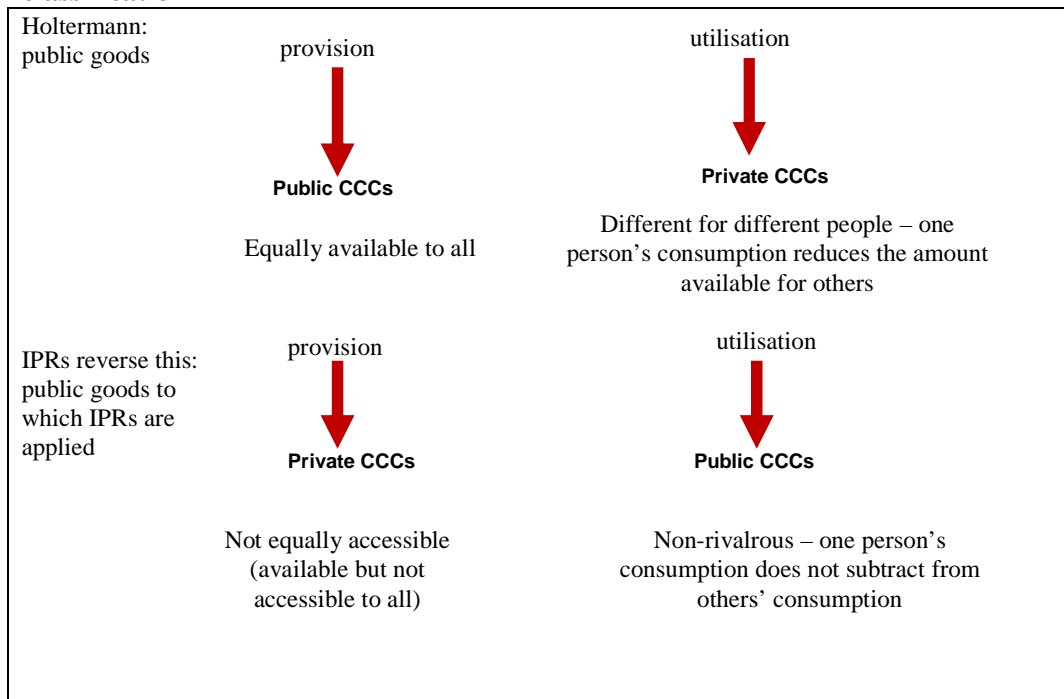 Holtermann:
public goods
provision
utilisation
Public CCCs
Private CCCs
Equally available to all
Different for different people – one
person's consumption reduces the amount
available for others
IPRs reverse this:
public goods to
which IPRs are
applied
provision
utilisation
Private CCCs
Public CCCs
Not equally accessible
(available but not
accessible to all)
Non-rivalrous – one person's
consumption does not subtract from
others' consumption